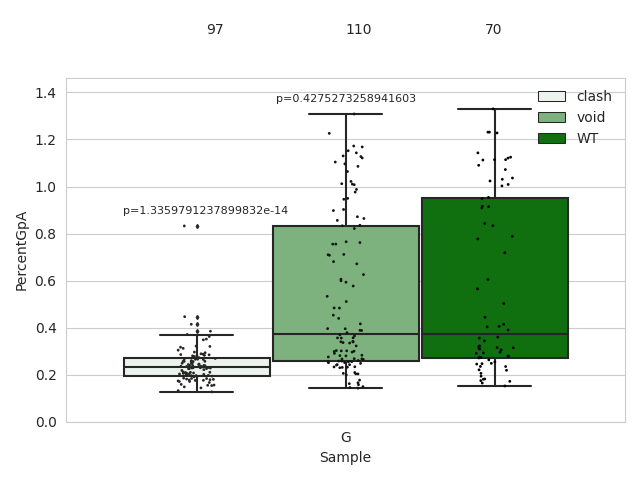 97 110 70
p=0.4275273258941603
p=1.3359791237899832e-14
clash
void
WT
PercentGpA
1.4
1.2
1.0
0.8
0.6
0.4
0.2
0.0
G
Sample